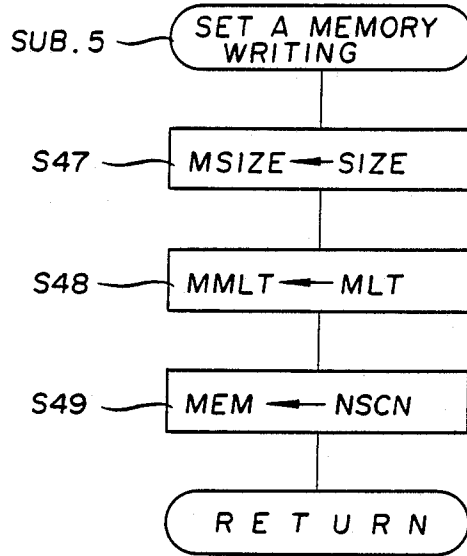 SUB.5
SET A MEMORY
WRITING
S47
MSIZE ← SIZE
S48
MMLT ← MLT
S49
MEM ← NSCN
RETURN